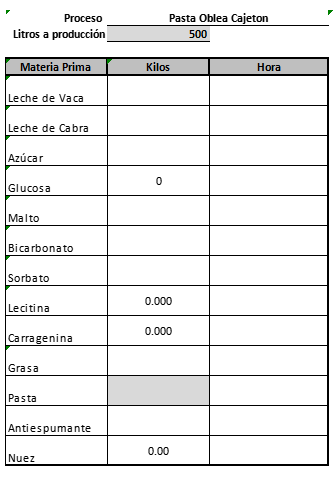 Proceso Pasta Oblea Cajeton
Litros a producción 500
Materia Prima Kilos Hora
Leche de Vaca
Leche de Cabra
Azúcar
Glucosa 0
Malto
Bicarbonato
Sorbato
Lecitina 0.000
Carragenina 0.000
Grasa
Pasta
Antiespumante
Nuez 0.00